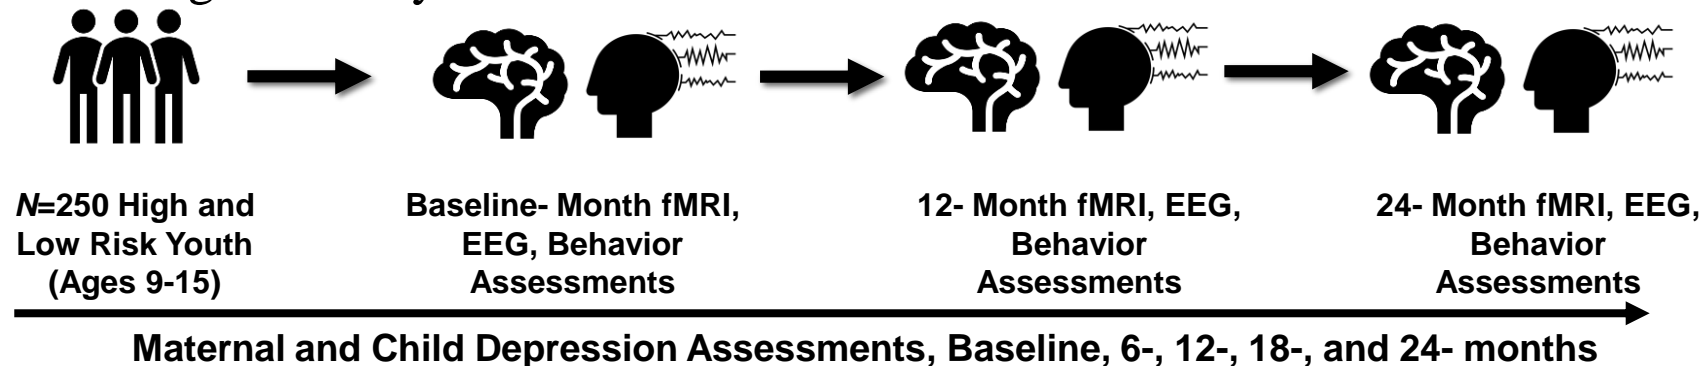 N=250 High and
Low Risk Youth
(Ages 9-15)
Baseline- Month fMRI,
EEG, Behavior
Assessments
12- Month fMRI, EEG,
Behavior
Assessments
24- Month fMRI, EEG,
Behavior
Assessments
Maternal and Child Depression Assessments, Baseline, 6-, 12-, 18-, and 24- months